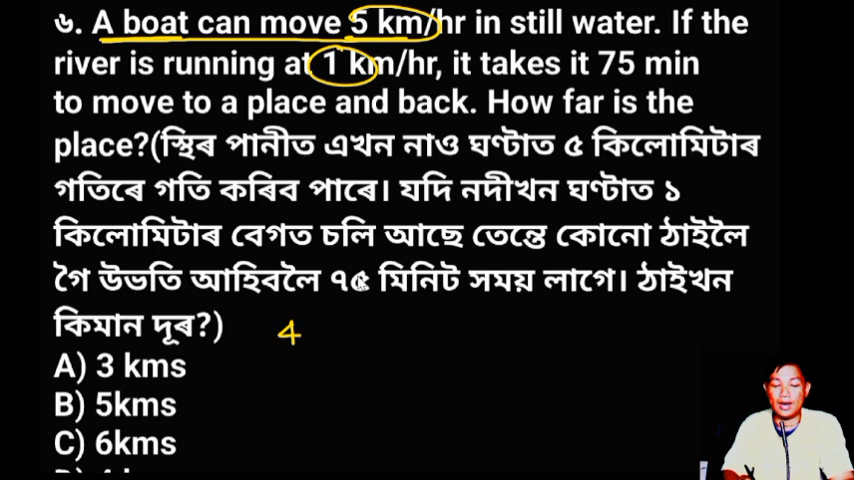 ৬. A boat can move 5 km/hr in still water. If the
river is running at 1 km/hr, it takes it 75 min
to move to a place and back. How far is the
place?(স্থিৰ পানীত এখন নাও ঘণ্টাত ৫ কিলোমিটাৰ
গতিৰে গতি কৰিব পাৰে। যদি নদীখন ঘণ্টাত ১
কিলোমিটাৰ বেগত চলি আছে তেন্তে কোনো ঠাইলৈ
গৈ উভতি আহিবলৈ ৭৫ মিনিট সময় লাগে। ঠাইখন
কিমান দূৰ?)
4
A) 3 kms
B) 5kms
C) 6kms